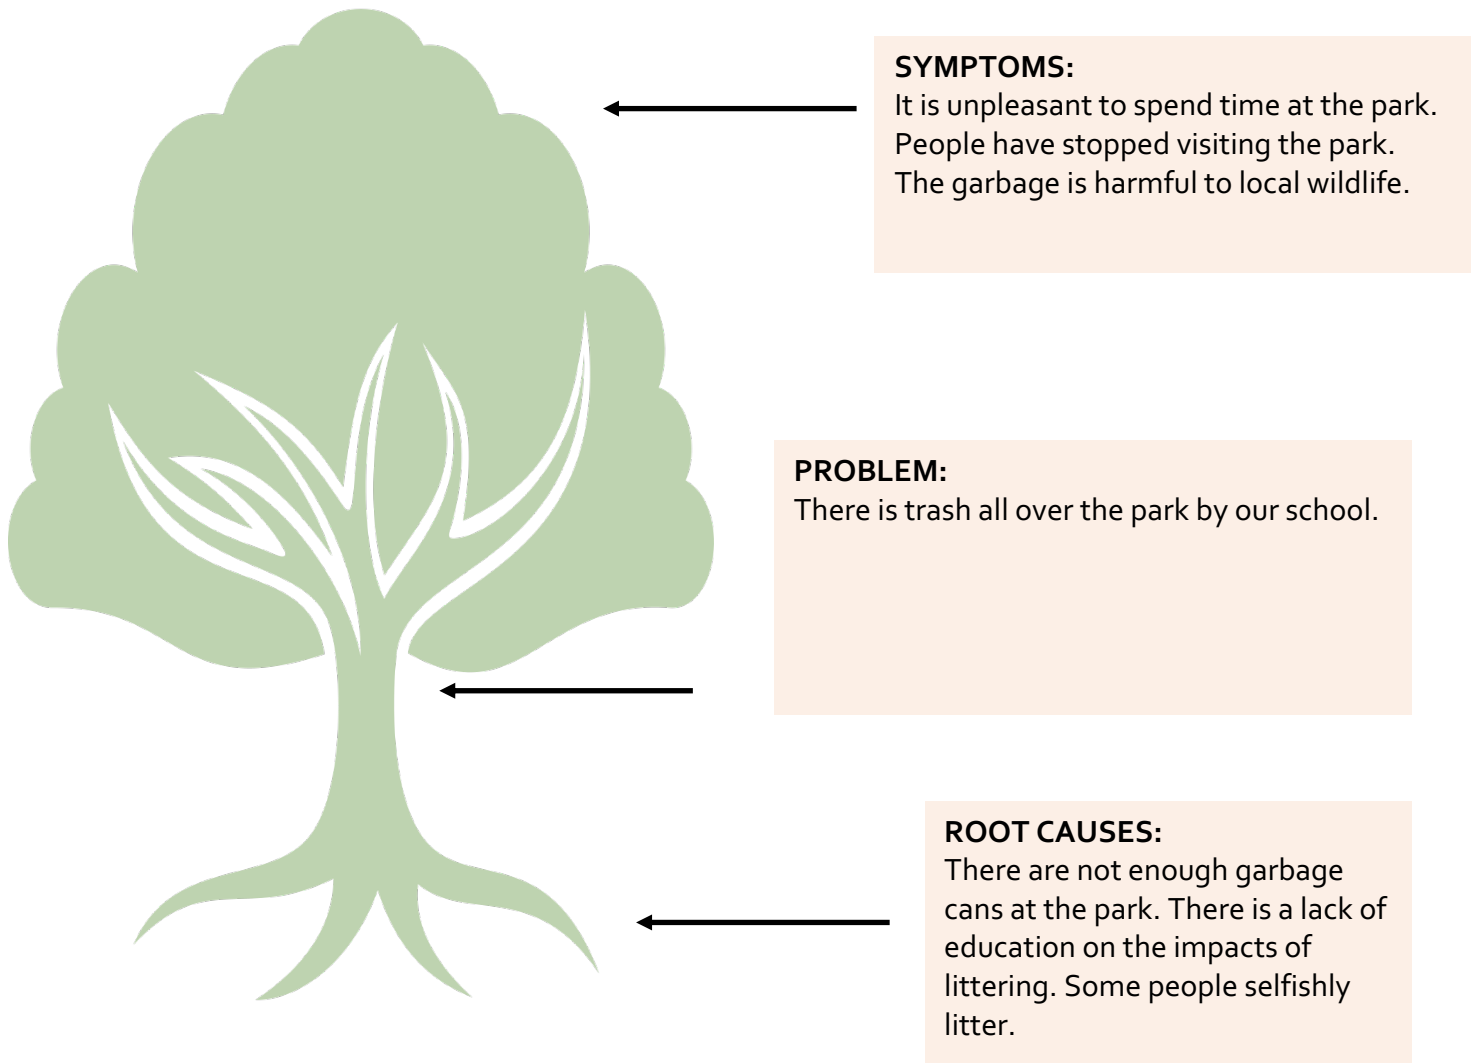 SYMPTOMS:
It is unpleasant to spend time at the park.
People have stopped visiting the park.
The garbage is harmful to local wildlife.
PROBLEM:
There is trash all over the park by our school.
ROOT CAUSES:
There are not enough garbage
cans at the park. There is a lack of
education on the impacts of
littering. Some people selfishly
litter.